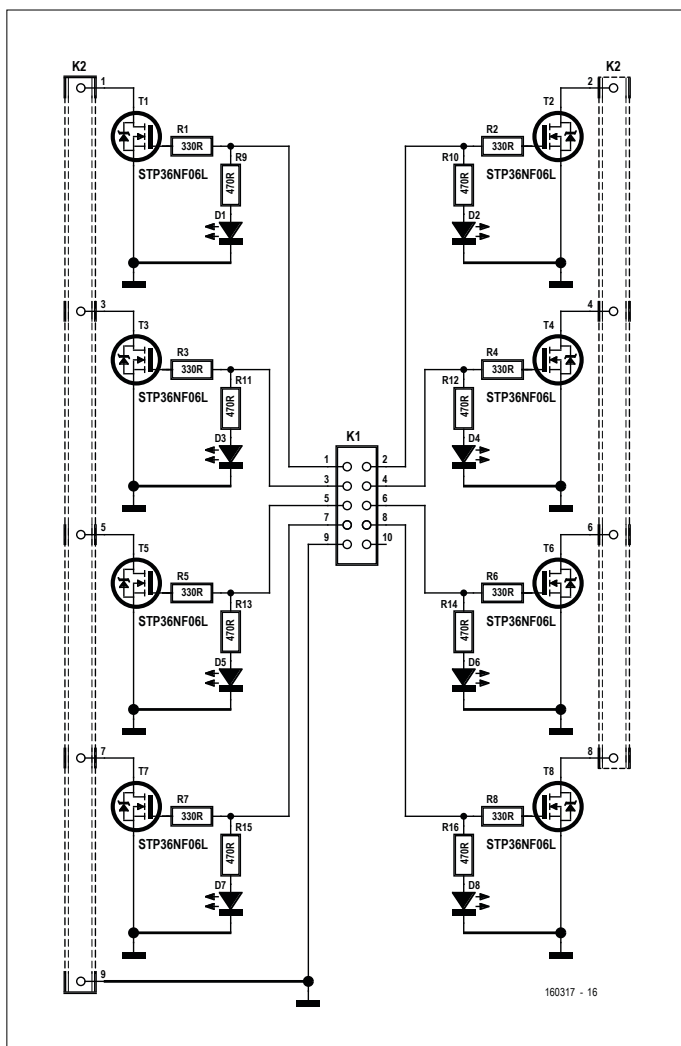 K2
K2
1
2
T1
T2
R1
R2
330R
330R
R9
R10
STP36NF06L
STP36NF06L
470R
470R
D1
D2
3
4
T3
T4
R3
R4
330R
330R
R11
R12
STP36NF06L
STP36NF06L
470R
470R
D3
D4
K1
1
2
3
4
5
6
7
8
9
10
5
6
T5
T6
R5
R6
330R
330R
R13
R14
STP36NF06L
STP36NF06L
470R
470R
D5
D6
7
8
T7
T8
R7
R8
330R
330R
R15
R16
STP36NF06L
STP36NF06L
470R
470R
D7
D8
9
160317 - 16